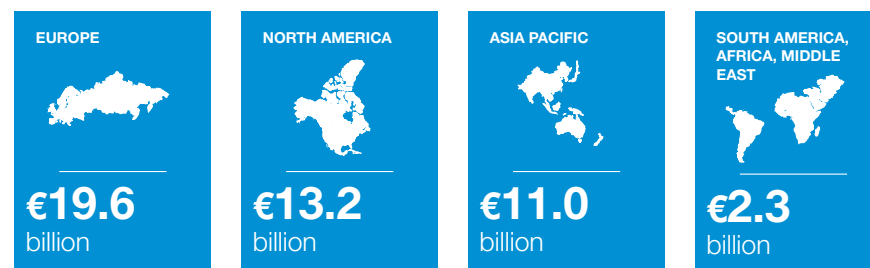 EUROPE
€19.6
billion
NORTH AMERICA
€13.2
billion
ASIA PACIFIC
€11.0
billion
SOUTH AMERICA,
AFRICA, MIDDLE
EAST
€2.3
billion